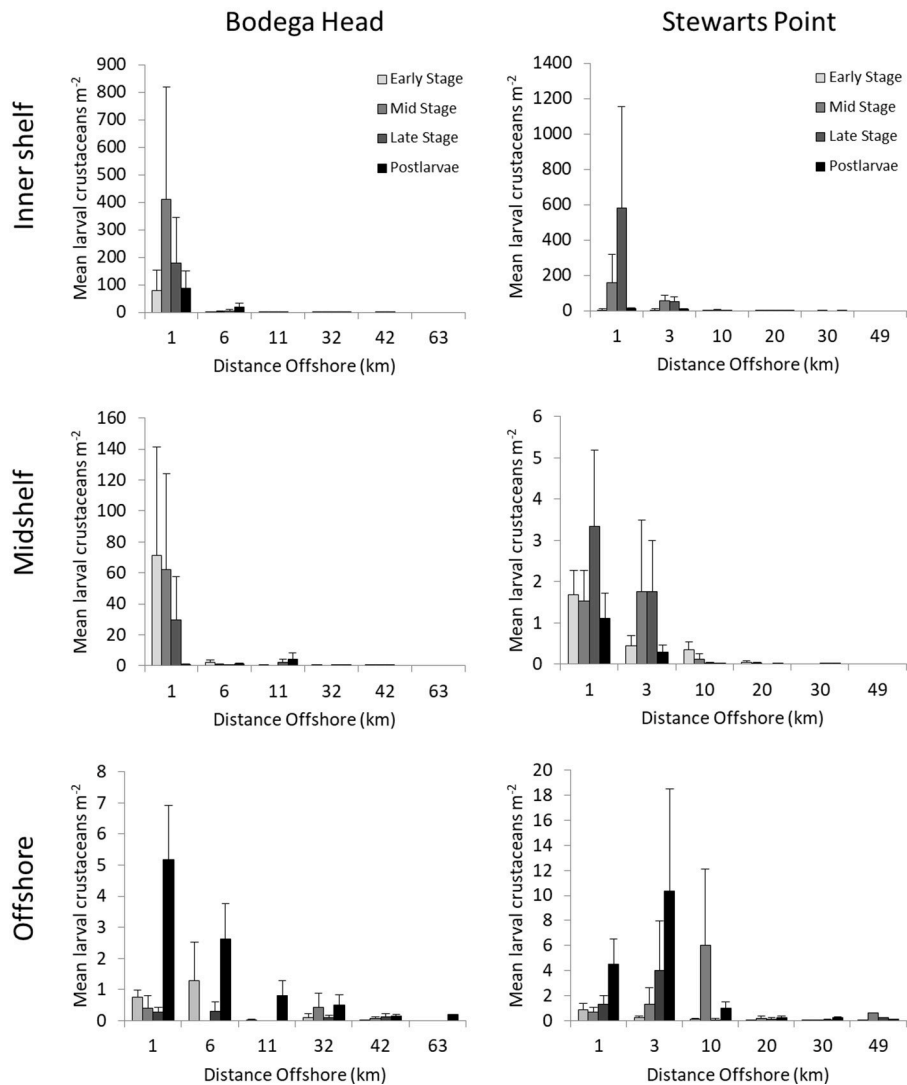 Bodega Head
Stewarts Point
Inner shelf
Mean larval crustaceans m-2
900
800
700
600
500
400
300
200
100
0
Early Stage
Mid Stage
Late Stage
Postlarvae
1 6 11 32 42 63
Distance Offshore (km)
Mean larval crustaceans m-2
1400
1200
1000
800
600
400
200
0
Early Stage
Mid Stage
Late Stage
Postlarvae
1 3 10 20 30 49
Distance Offshore (km)
Midshelf
Mean larval crustaceans m-2
160
140
120
100
80
60
40
20
0
1 6 11 32 42 63
Distance Offshore (km)
Mean larval crustaceans m-2
6
5
4
3
2
1
0
1 3 10 20 30 49
Distance Offshore (km)
Offshore
Mean larval crustaceans m-2
8
7
6
5
4
3
2
1
0
1 6 11 32 42 63
Distance Offshore (km)
Mean larval crustaceans m-2
20
18
16
14
12
10
8
6
4
2
0
1 3 10 20 30 49
Distance Offshore (km)